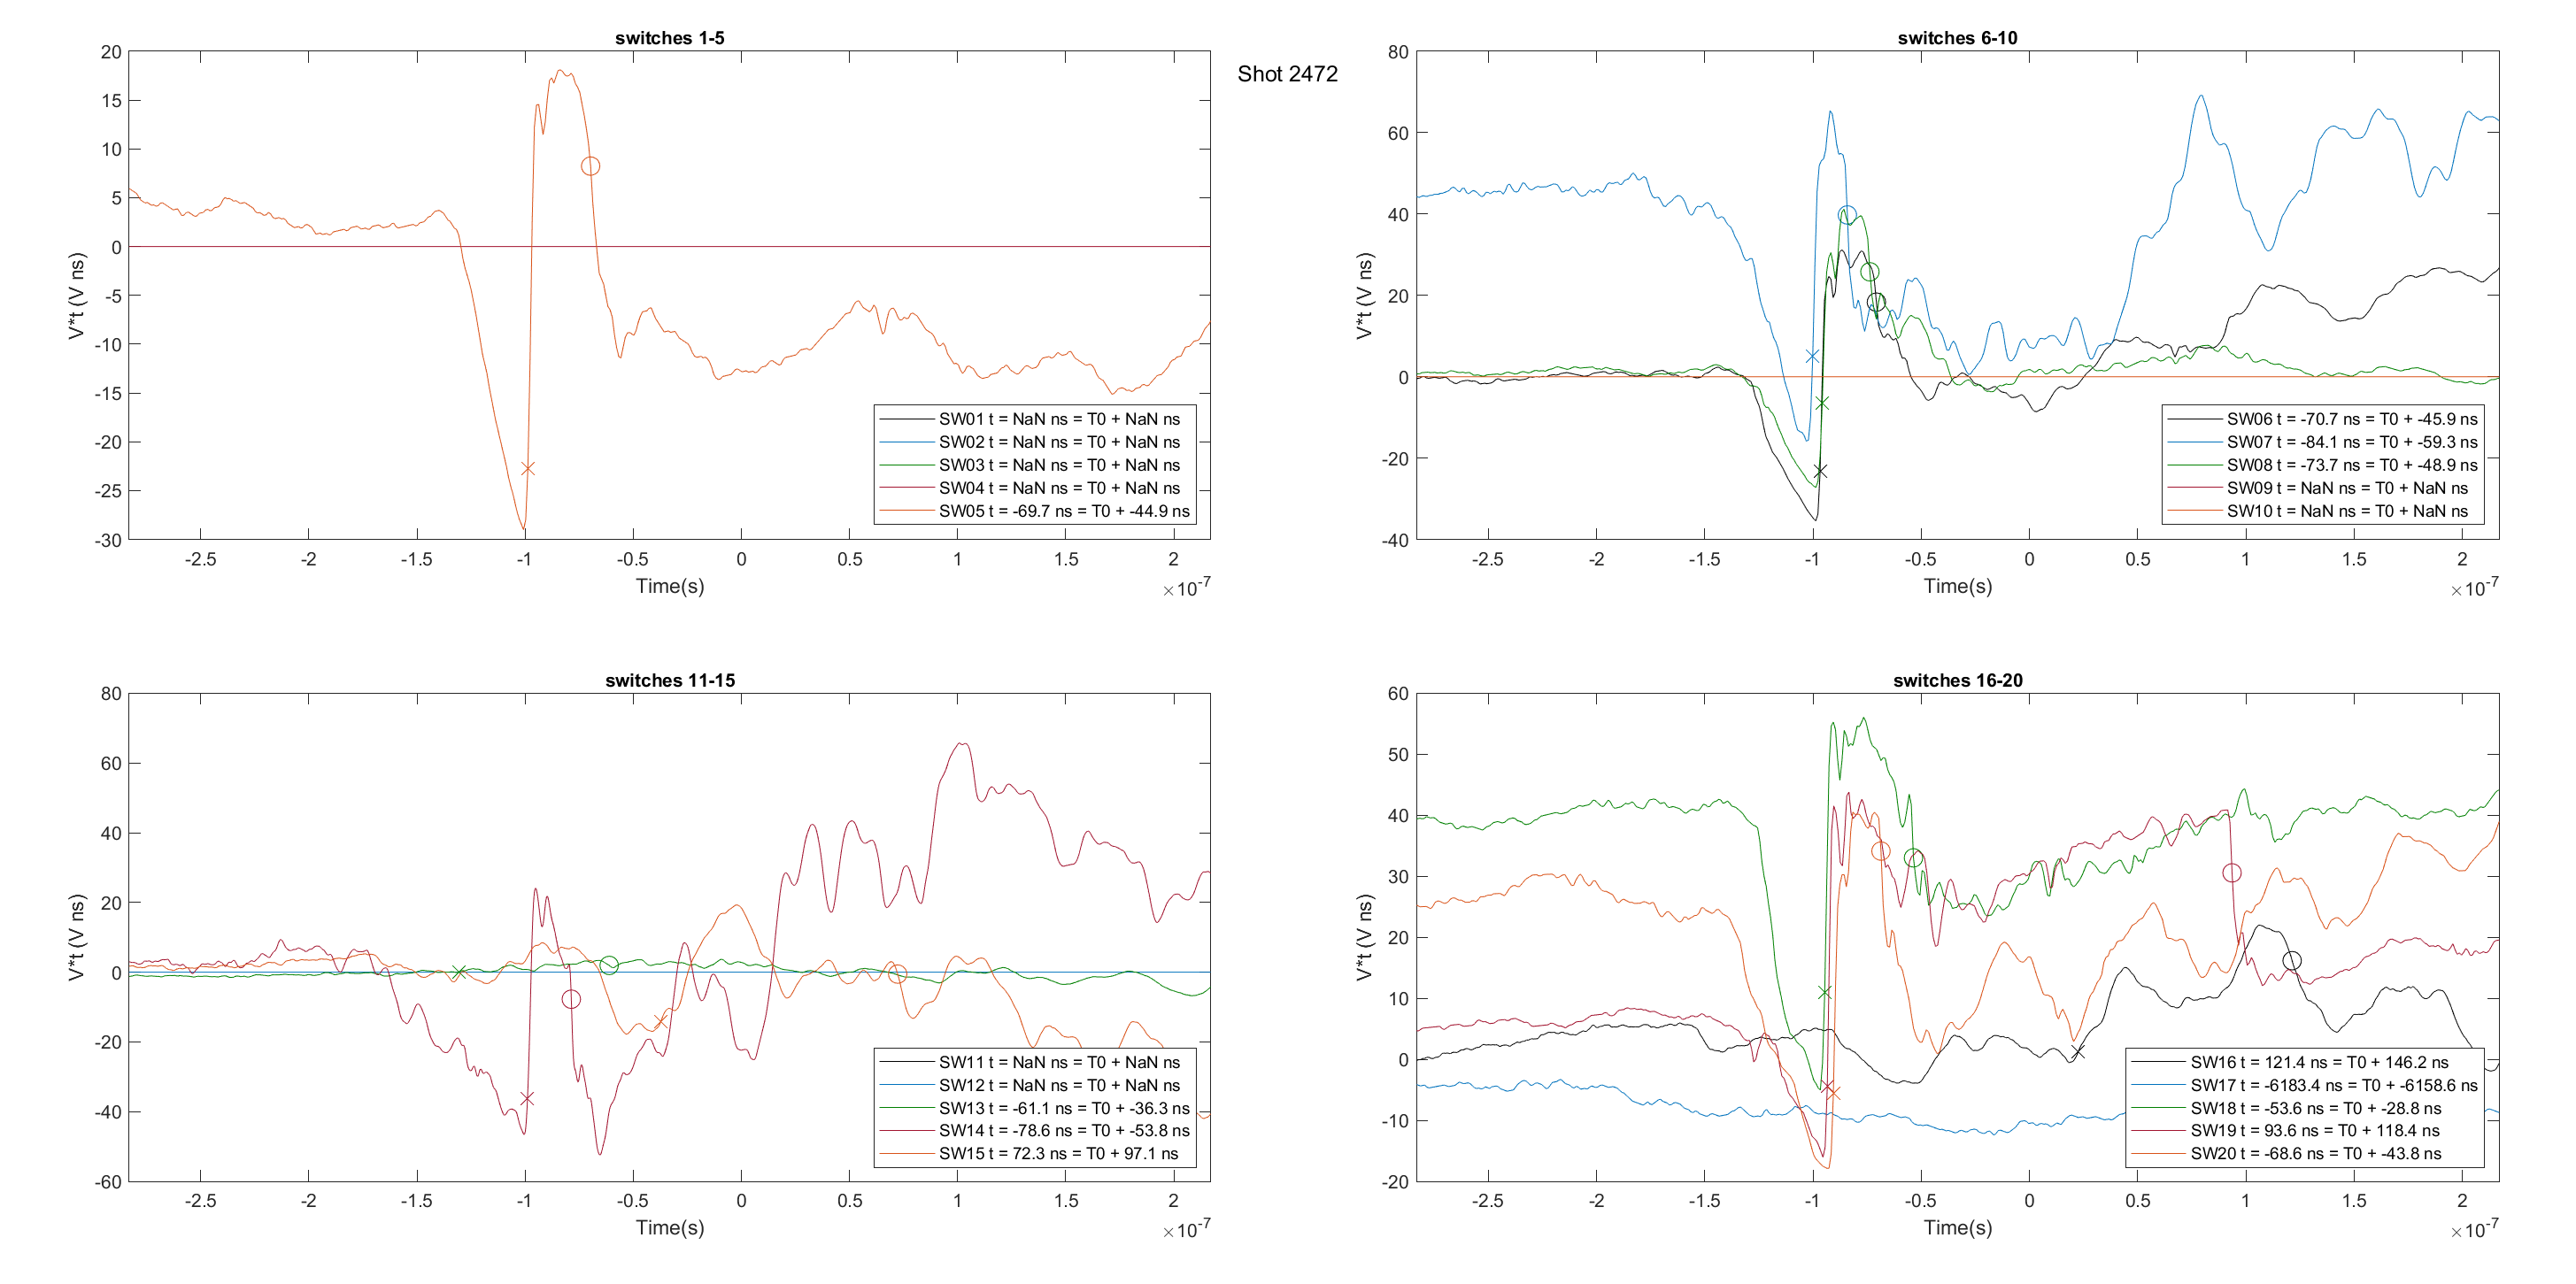 Shot 2472
switches 1-5
20
15
10
5
0
-5
-10
-15
-20
-25
-30
V*t (V ns)
-2.5 -2 -1.5 -1 -0.5 0 0.5 1 1.5 2
Time(s)
×10-7
SW01 t = NaN ns = T0 + NaN ns
SW02 t = NaN ns = T0 + NaN ns
SW03 t = NaN ns = T0 + NaN ns
SW04 t = NaN ns = T0 + NaN ns
SW05 t = -69.7 ns = T0 + -44.9 ns
switches 6-10
80
60
40
20
0
-20
-40
V*t (V ns)
-2.5 -2 -1.5 -1 -0.5 0 0.5 1 1.5 2
Time(s)
×10-7
SW06 t = -70.7 ns = T0 + -45.9 ns
SW07 t = -84.1 ns = T0 + -59.3 ns
SW08 t = -73.7 ns = T0 + -48.9 ns
SW09 t = NaN ns = T0 + NaN ns
SW10 t = NaN ns = T0 + NaN ns
switches 11-15
80
60
40
20
0
-20
-40
-60
V*t (V ns)
-2.5 -2 -1.5 -1 -0.5 0 0.5 1 1.5 2
Time(s)
×10-7
SW11 t = NaN ns = T0 + NaN ns
SW12 t = NaN ns = T0 + NaN ns
SW13 t = -61.1 ns = T0 + -36.3 ns
SW14 t = -78.6 ns = T0 + -53.8 ns
SW15 t = 72.3 ns = T0 + 97.1 ns
switches 16-20
60
50
40
30
20
10
0
-10
-20
V*t (V ns)
-2.5 -2 -1.5 -1 -0.5 0 0.5 1 1.5 2
Time(s)
×10-7
SW16 t = 121.4 ns = T0 + 146.2 ns
SW17 t = -6183.4 ns = T0 + -6158.6 ns
SW18 t = -53.6 ns = T0 + -28.8 ns
SW19 t = 93.6 ns = T0 + 118.4 ns
SW20 t = -68.6 ns = T0 + -43.8 ns